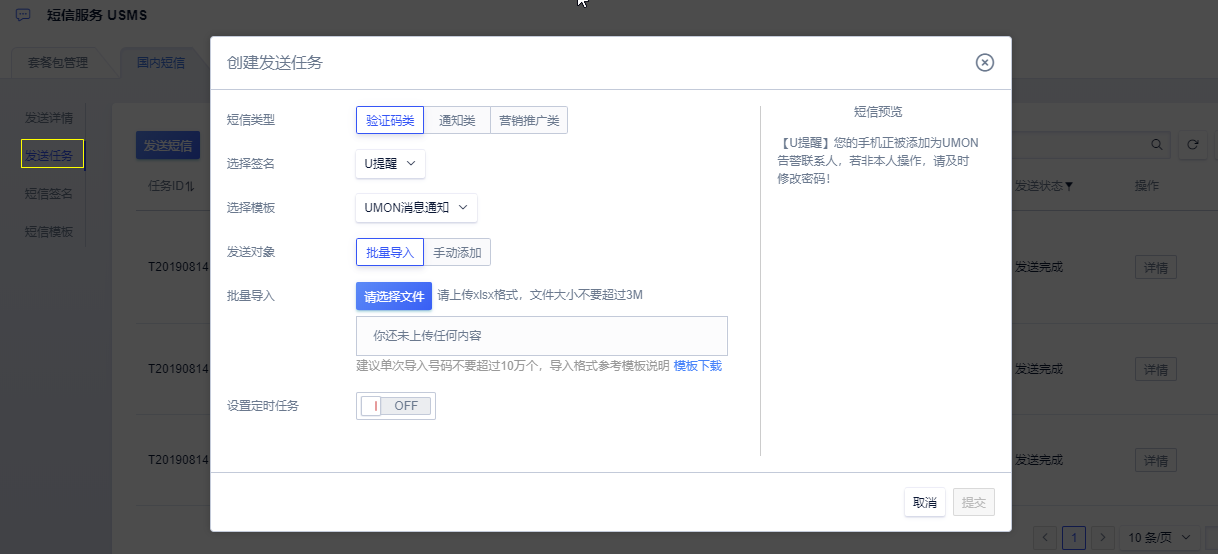 短信服务 USMS
套餐包管理 国内短信
发送详情
发送任务
短信签名
短信模板
发送短信
任务ID
发送状态 操作
T20190814 发送完成 详情
T20190814 发送完成 详情
T20190814 发送完成 详情
1 10 条/页
创建发送任务
短信类型 验证码类 通知类 营销推广类
选择签名 U提醒
选择模板 UMON消息通知
发送对象 批量导入 手动添加
批量导入 请选择文件 请上传xlsx格式，文件大小不要超过3M
你还未上传任何内容
建议单次导入号码不要超过10万个，导入格式参考模板说明 模板下载
设置定时任务 OFF
短信预览
【U提醒】您的手机正被添加为UMON
告警联系人，若非本人操作，请及时
修改密码！
取消 提交